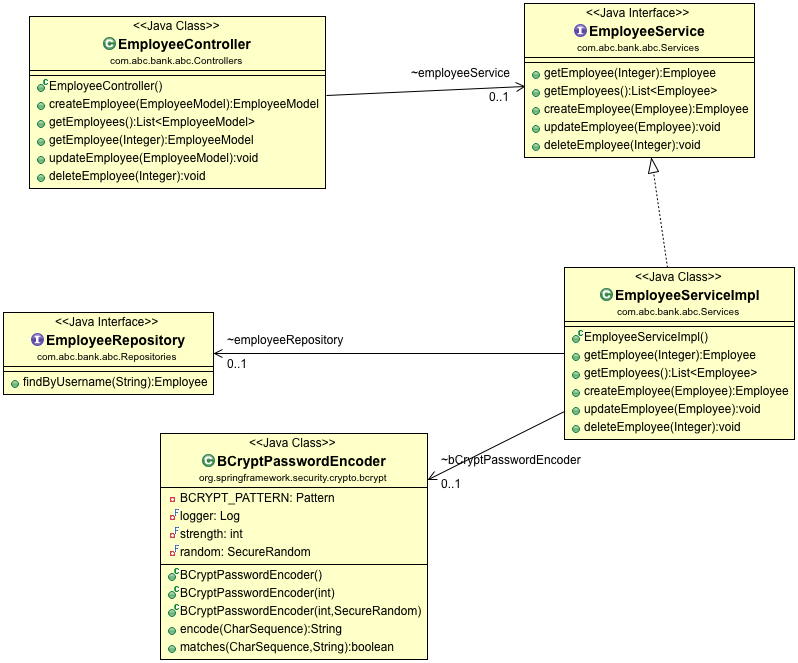 <<Java Class>>
EmployeeController
com.abc.bank.abc.Controllers
EmployeeController()
createEmployee(EmployeeModel):EmployeeModel
getEmployees():List<EmployeeModel>
getEmployee(Integer):EmployeeModel
updateEmployee(EmployeeModel):void
deleteEmployee(Integer):void
~employeeService
0..1
<<Java Interface>>
EmployeeService
com.abc.bank.abc.Services
getEmployee(Integer):Employee
getEmployees():List<Employee>
createEmployee(Employee):Employee
updateEmployee(Employee):void
deleteEmployee(Integer):void
<<Java Class>>
EmployeeServiceImpl
com.abc.bank.abc.Services
EmployeeServiceImpl()
getEmployee(Integer):Employee
getEmployees():List<Employee>
createEmployee(Employee):Employee
updateEmployee(Employee):void
deleteEmployee(Integer):void
<<Java Interface>>
EmployeeRepository
com.abc.bank.abc.Repositories
findByUsername(String):Employee
~employeeRepository
0..1
<<Java Class>>
BCryptPasswordEncoder
org.springframework.security.crypto.bcrypt
BCRYPT_PATTERN: Pattern
logger: Log
strength: int
random: SecureRandom
BCryptPasswordEncoder()
BCryptPasswordEncoder(int)
BCryptPasswordEncoder(int,SecureRandom)
encode(CharSequence):String
matches(CharSequence,String):boolean
~bCryptPasswordEncoder
0..1